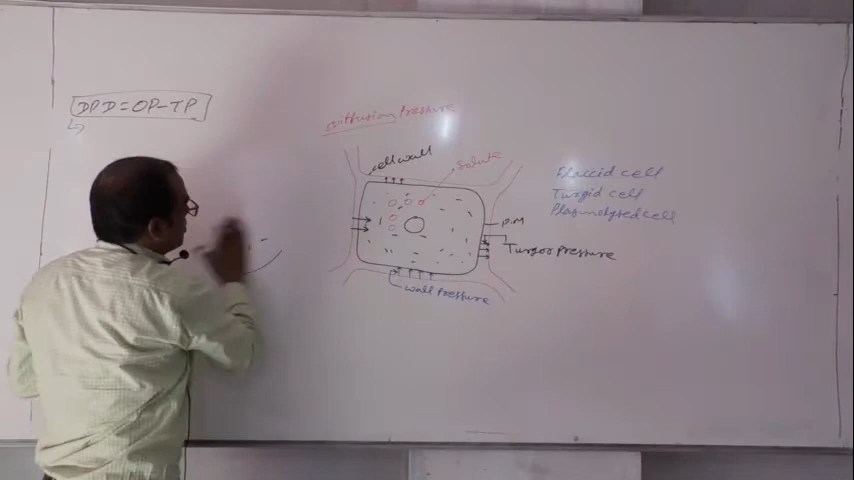 DPD = OP-TP
Diffusion Pressure
cell wall
Solute
Flaccid cell
Turgid cell
Plasmolysed cell
P.M
Turgor Pressure
wall Pressure